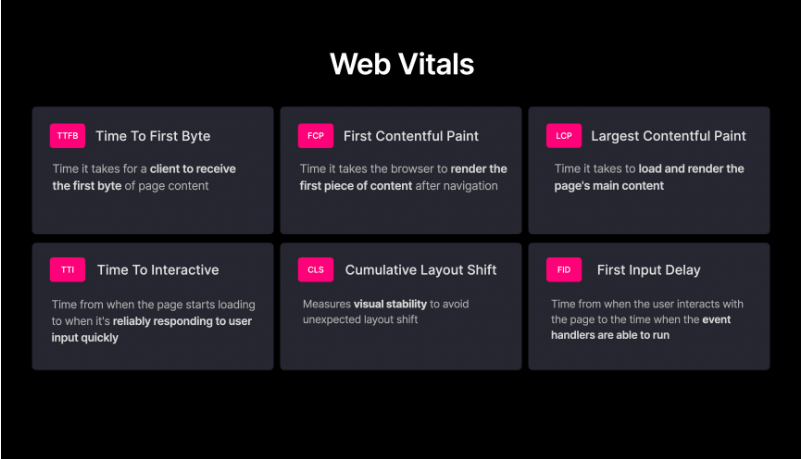 Web Vitals
TTFB Time To First Byte
Time it takes for a client to receive
the first byte of page content
FCP First Contentful Paint
Time it takes the browser to render the
first piece of content after navigation
LCP Largest Contentful Paint
Time it takes to load and render the
page's main content
TTI Time To Interactive
Time from when the page starts loading
to when it's reliably responding to user
input quickly
CLS Cumulative Layout Shift
Measures visual stability to avoid
unexpected layout shift
FID First Input Delay
Time from when the user interacts with
the page to the time when the event
handlers are able to run